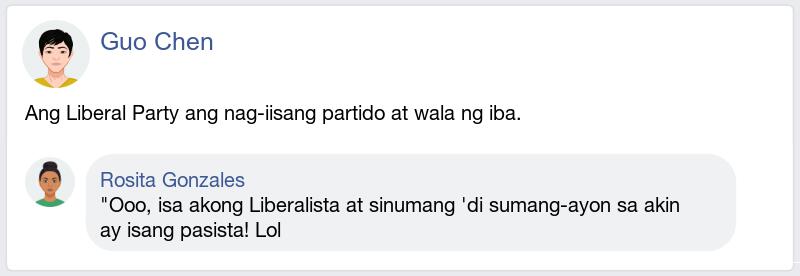 Guo Chen
Ang Liberal Party ang nag-iisang partido at wala ng iba.
Rosita Gonzales
"Ooo, isa akong Liberalista at sinumang 'di sumang-ayon sa akin
ay isang pasista! Lol